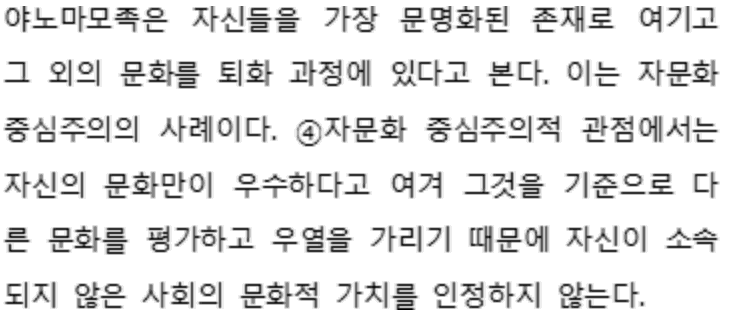 야노마모족은 자신들을 가장 문명화된 존재로 여기고
그 외의 문화를 퇴화 과정에 있다고 본다. 이는 자문화
중심주의의 사례이다. ④자문화 중심주의적 관점에서는
자신의 문화만이 우수하다고 여겨 그것을 기준으로 다
른 문화를 평가하고 우열을 가리기 때문에 자신이 소속
되지 않은 사회의 문화적 가치를 인정하지 않는다.